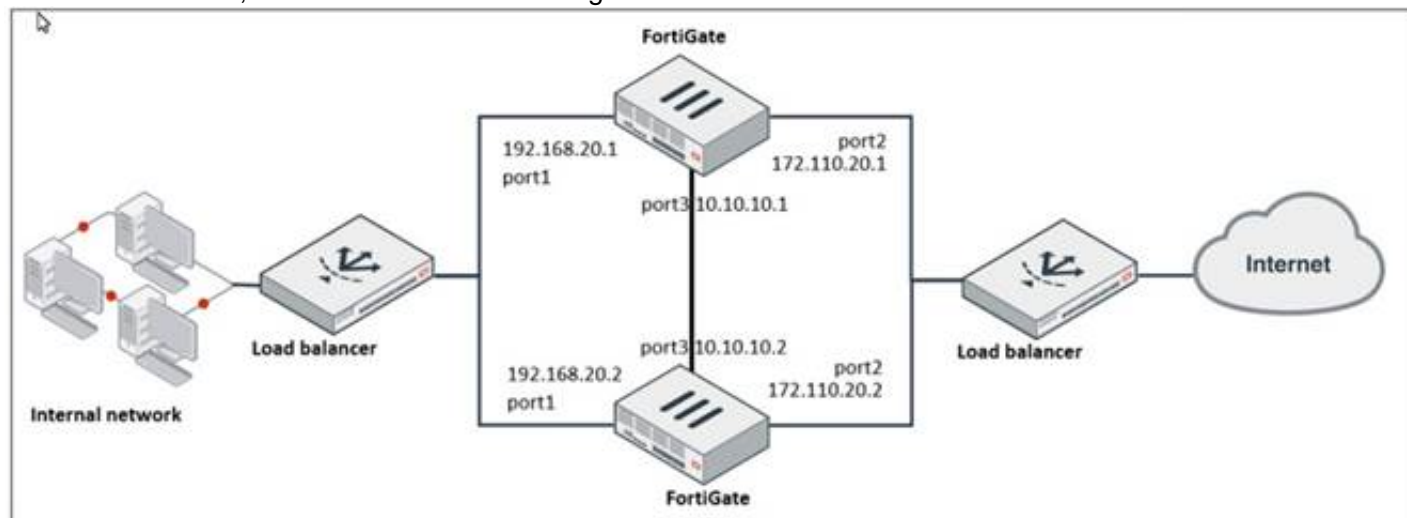 FortiGate
192.168.20.1
port1
port2
172.110.20.1
port3 10.10.10.1
Internet
Load balancer
Load balancer
port3 10.10.10.2
192.168.20.2
port1
port2
172.110.20.2
Internal network
FortiGate